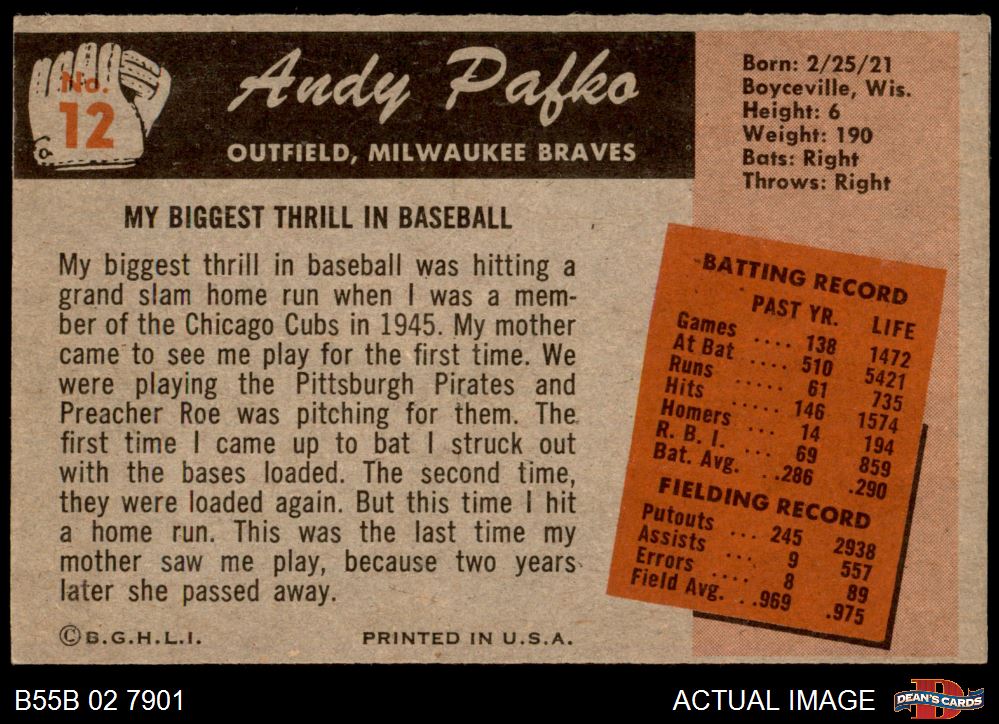 No.
12
Andy Pafko
OUTFIELD, MILWAUKEE BRAVES
Born: 2/25/21
Boyceville, Wis.
Height: 6
Weight: 190
Bats: Right
Throws: Right
MY BIGGEST THRILL IN BASEBALL
My biggest thrill in baseball was hitting a
grand slam home run when I was a mem-
ber of the Chicago Cubs in 1945. My mother
came to see me play for the first time. We
were playing the Pittsburgh Pirates and
Preacher Roe was pitching for them. The
first time I came up to bat I struck out
with the bases loaded. The second time,
they were loaded again. But this time I hit
a home run. This was the last time my
mother saw me play, because two years
later she passed away.
©B.G.H.L.I. PRINTED IN U.S.A.
BATTING RECORD
PAST YR. LIFE
Games .... 138 1472
At Bat .... 510 5421
Runs ..... 61 735
Hits ..... 146 1574
Homers ... 14 194
R. B. I. ... 69 859
Bat. Avg. ..286 .290
FIELDING RECORD
Putouts ... 245 2938
Assists ... 9 557
Errors .... 8 89
Field Avg. ..969 .975
B55B 02 7901 ACTUAL IMAGE DEAN'S CARDS